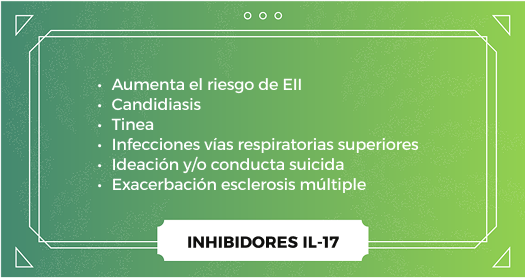 • Aumenta el riesgo de EII
• Candidiasis
• Tinea
• Infecciones vías respiratorias superiores
• Ideación y/o conducta suicida
• Exacerbación esclerosis múltiple
INHIBIDORES IL-17